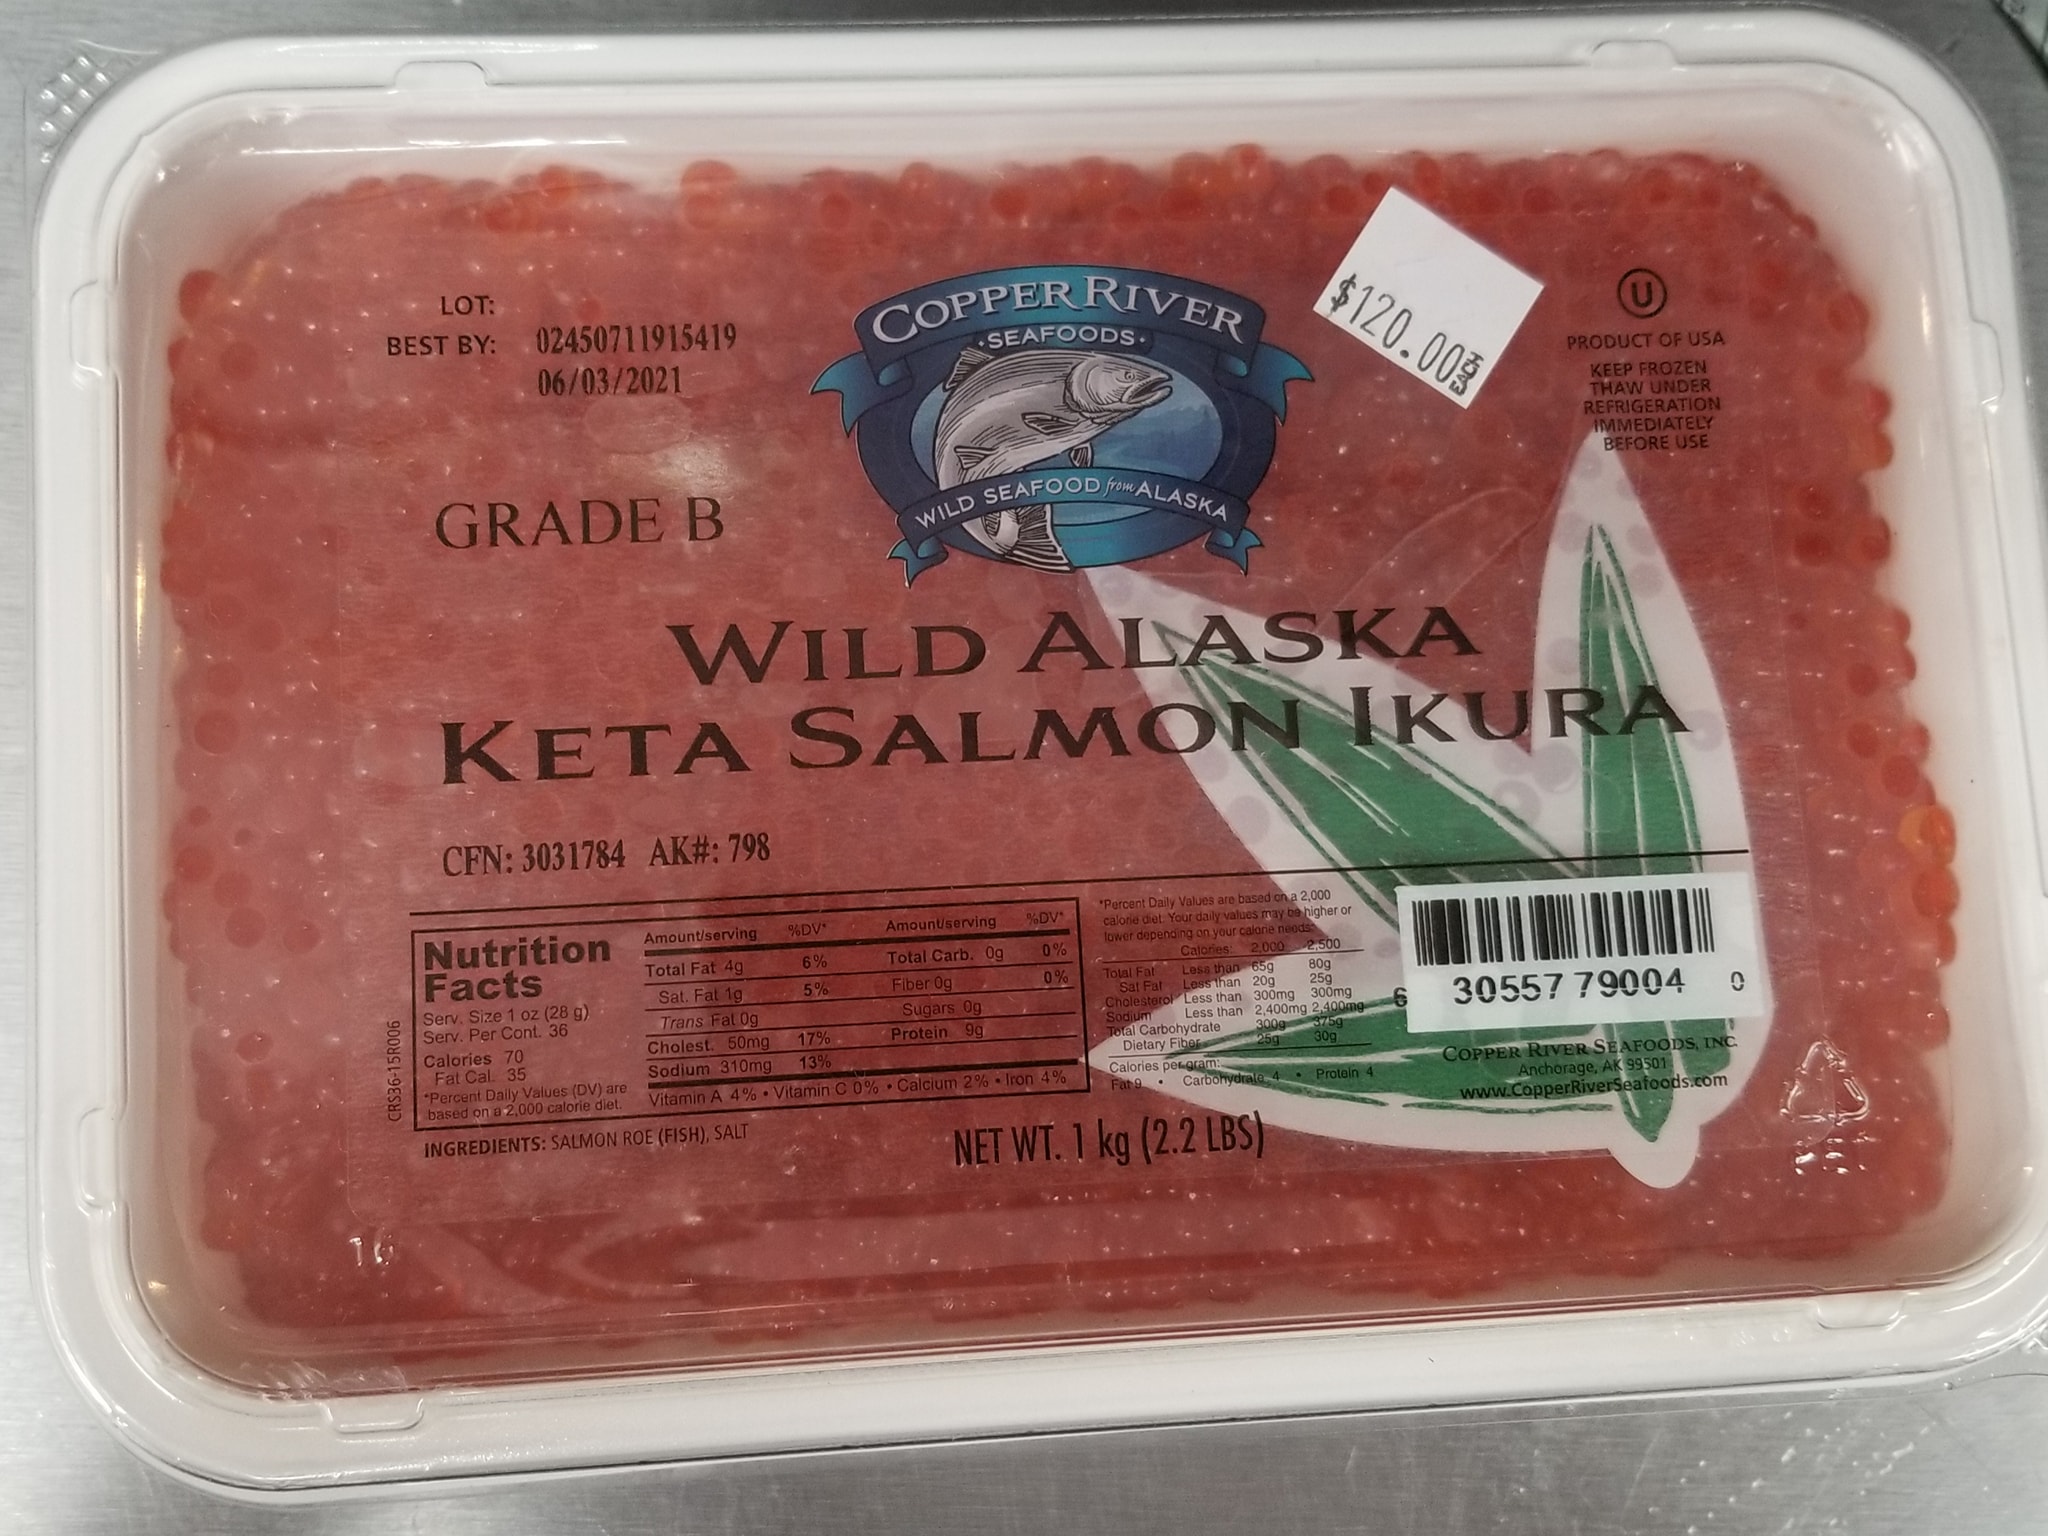 LOT:
BEST BY:
02450711915419
06/03/2021
COPPER RIVER
·SEAFOODS·
WILD SEAFOOD from ALASKA
$120.00 EACH
U
PRODUCT OF USA
KEEP FROZEN
THAW UNDER
REFRIGERATION
IMMEDIATELY
BEFORE USE
GRADE B
WILD ALASKA
KETA SALMON IKURA
CFN: 3031784 AK#: 798
CRS36-15R006
Nutrition
Facts
Serv. Size 1 oz (28 g)
Serv. Per Cont. 36
Calories 70
Fat Cal. 35
*Percent Daily Values (DV) are
based on a 2,000 calorie diet.
Amount/serving %DV* Amount/serving %DV*
Total Fat 4g 6% Total Carb. 0g 0%
Sat. Fat 1g 5% Fiber 0g 0%
Trans Fat 0g Sugars 0g
Cholest. 50mg 17% Protein 9g
Sodium 310mg 13%
Vitamin A 4% • Vitamin C 0% • Calcium 2% • Iron 4%
*Percent Daily Values are based on a 2,000
calorie diet. Your daily values may be higher or
lower depending on your calorie needs:
Calories: 2,000 2,500
Total Fat Less than 65g 80g
Sat Fat Less than 20g 25g
Cholesterol Less than 300mg 300mg
Sodium Less than 2,400mg 2,400mg
Total Carbohydrate 300g 375g
Dietary Fiber 25g 30g
Calories per gram:
Fat 9 • Carbohydrate 4 • Protein 4
6 30557 79004 0
COPPER RIVER SEAFOODS, INC.
Anchorage, AK 99501
www.CopperRiverSeafoods.com
INGREDIENTS: SALMON ROE (FISH), SALT
NET WT. 1 kg (2.2 LBS)
16